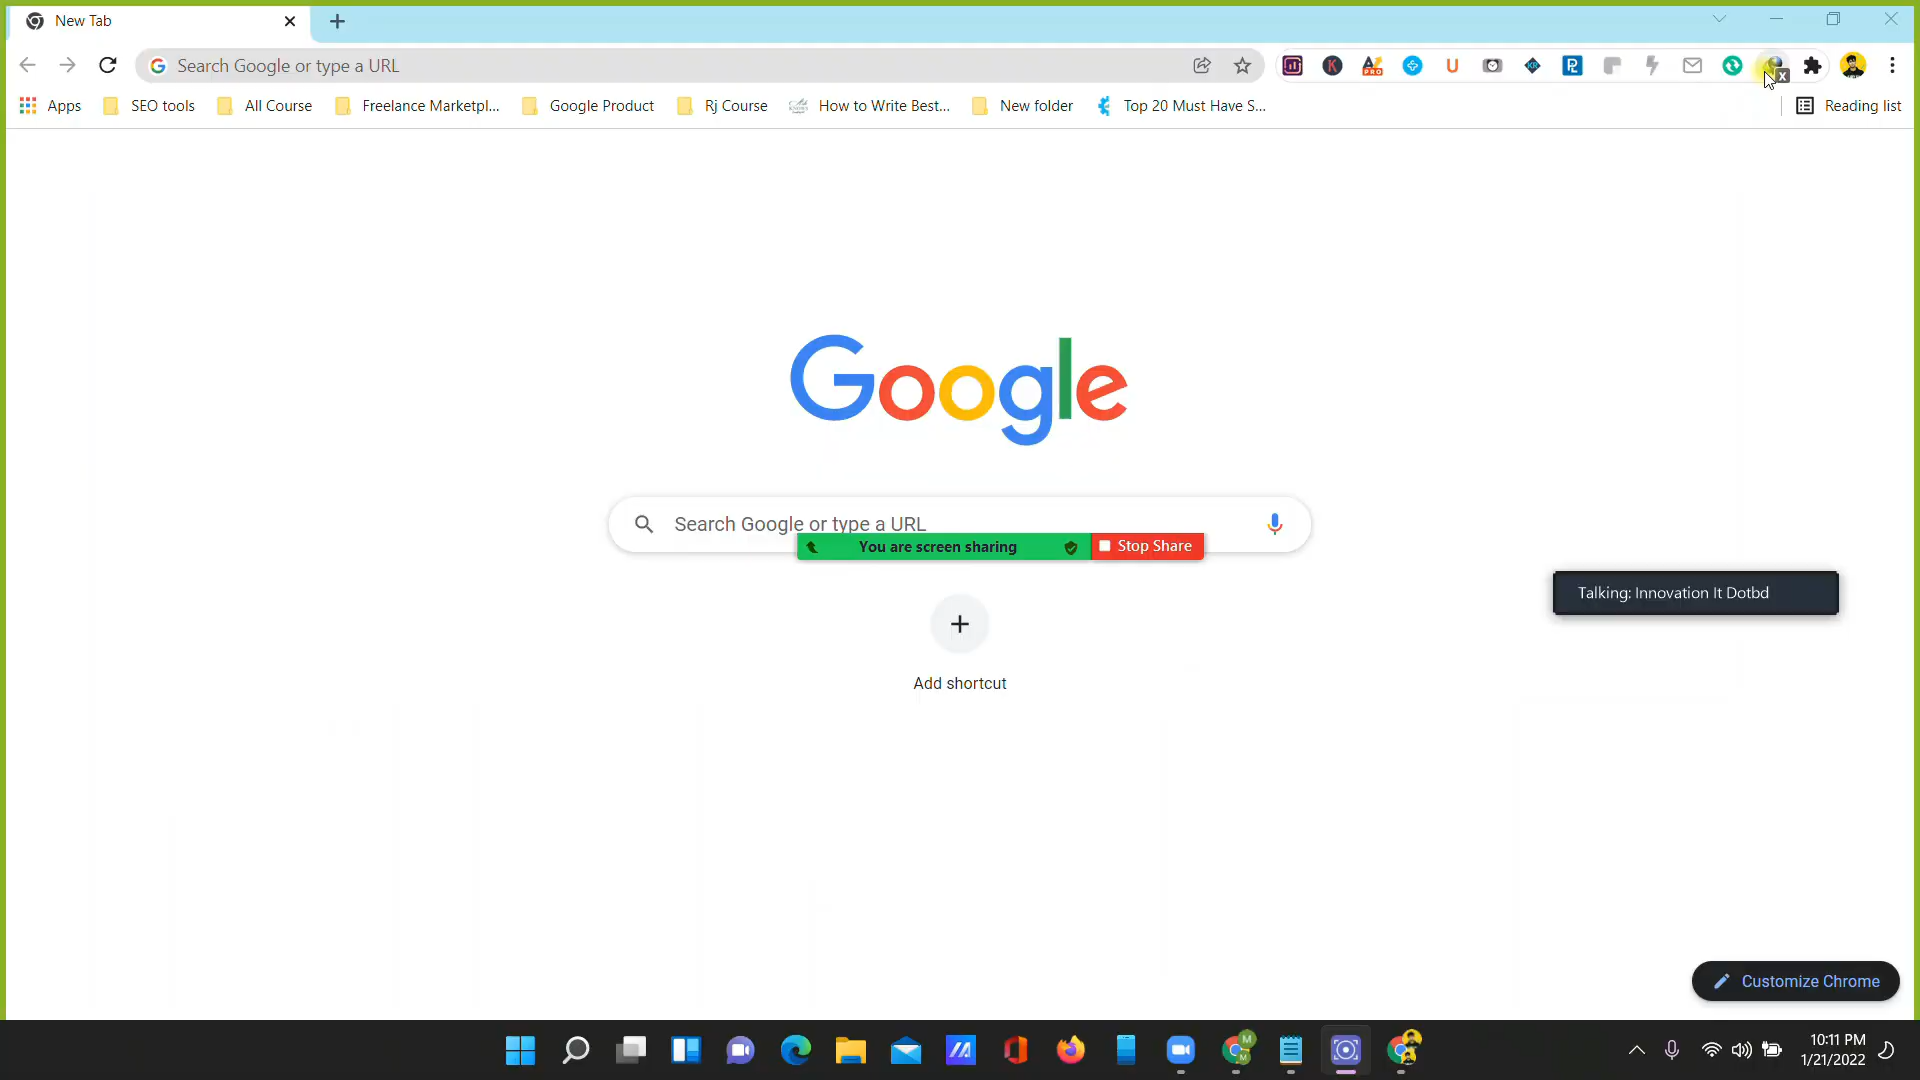 New Tab
Search Google or type a URL
Apps
SEO tools
All Course
Freelance Marketpl...
Google Product
Rj Course
How to Write Best...
New folder
Top 20 Must Have S...
Reading list
Google
Search Google or type a URL
You are screen sharing
Stop Share
Talking: Innovation It Dotbd
Add shortcut
Customize Chrome
10:11 PM
1/21/2022